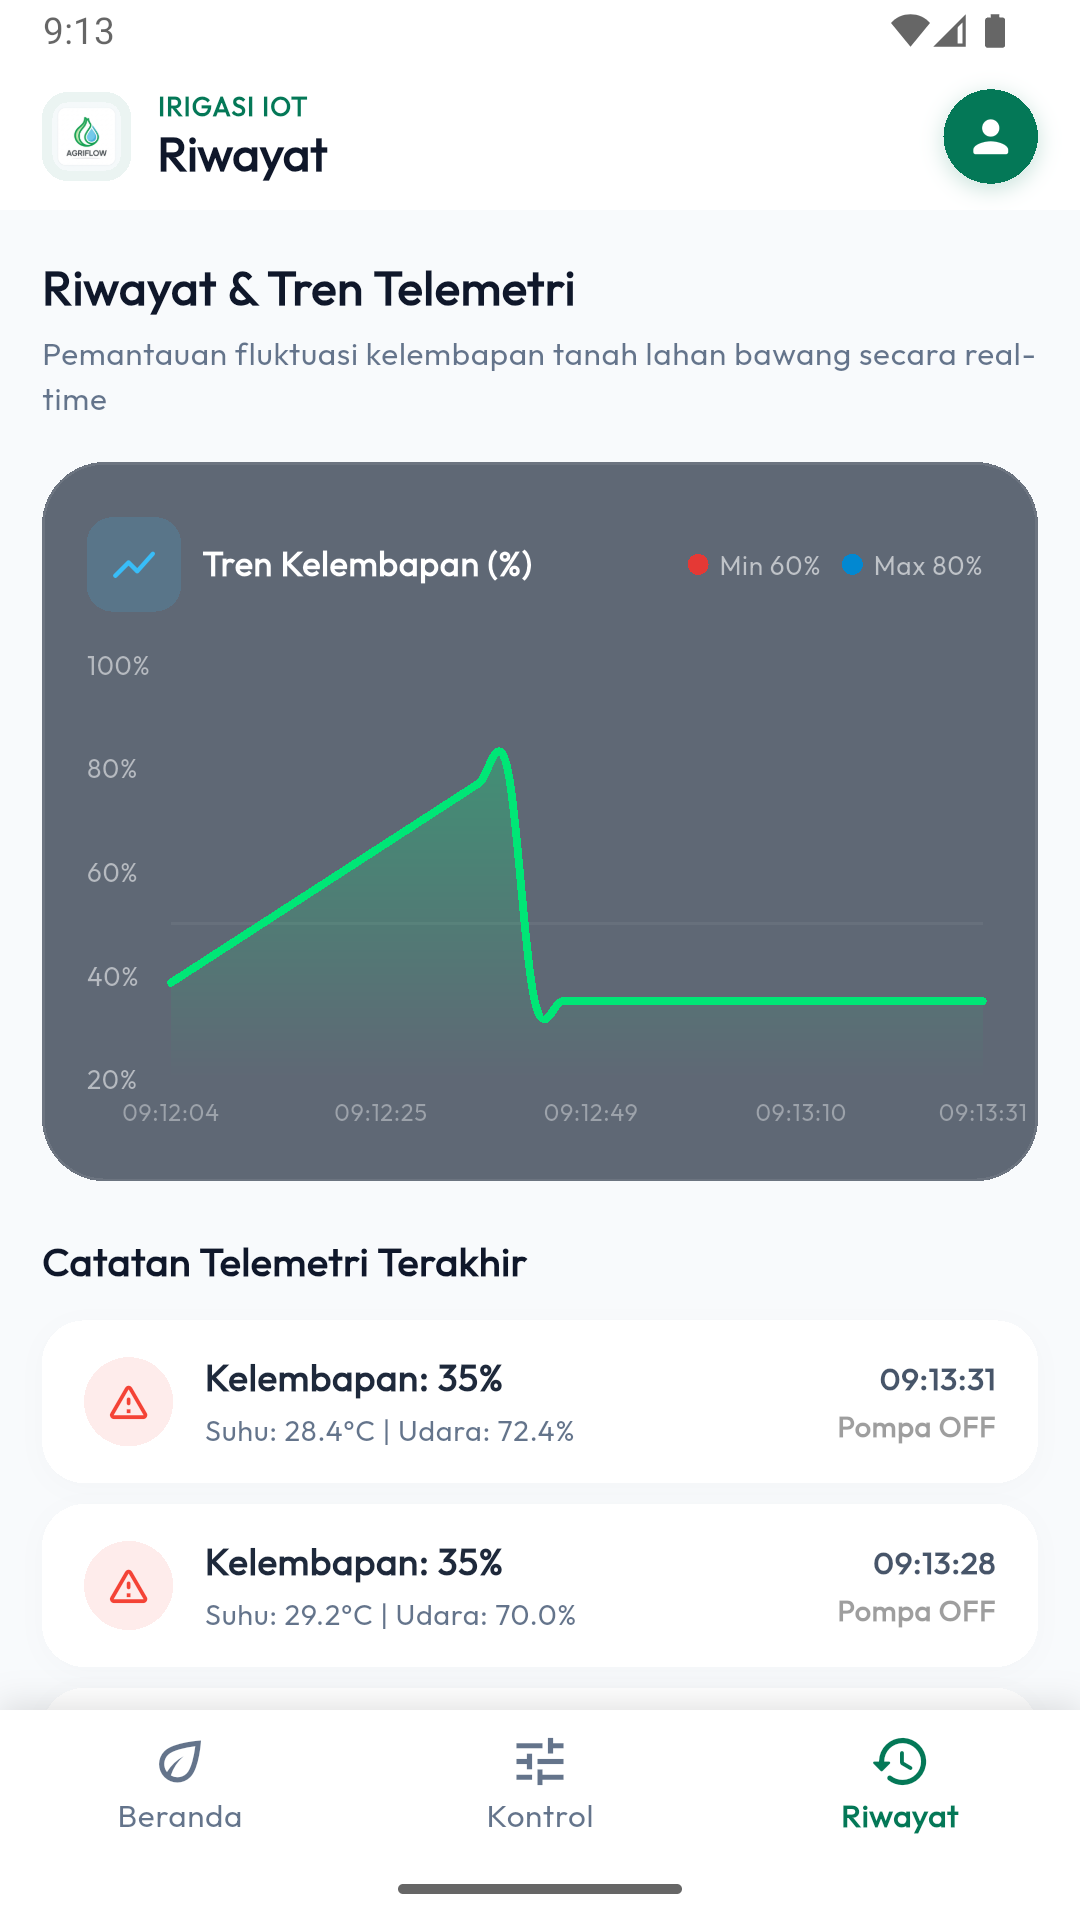 9:13
AGRIFLOW
IRIGASI IOT
Riwayat
Riwayat & Tren Telemetri
Pemantauan fluktuasi kelembapan tanah lahan bawang secara real-
time
Tren Kelembapan (%)
Min 60%
Max 80%
100%
80%
60%
40%
20%
09:12:04
09:12:25
09:12:49
09:13:10
09:13:31
Catatan Telemetri Terakhir
Kelembapan: 35%
09:13:31
Suhu: 28.4°C | Udara: 72.4%
Pompa OFF
Kelembapan: 35%
09:13:28
Suhu: 29.2°C | Udara: 70.0%
Pompa OFF
Beranda
Kontrol
Riwayat